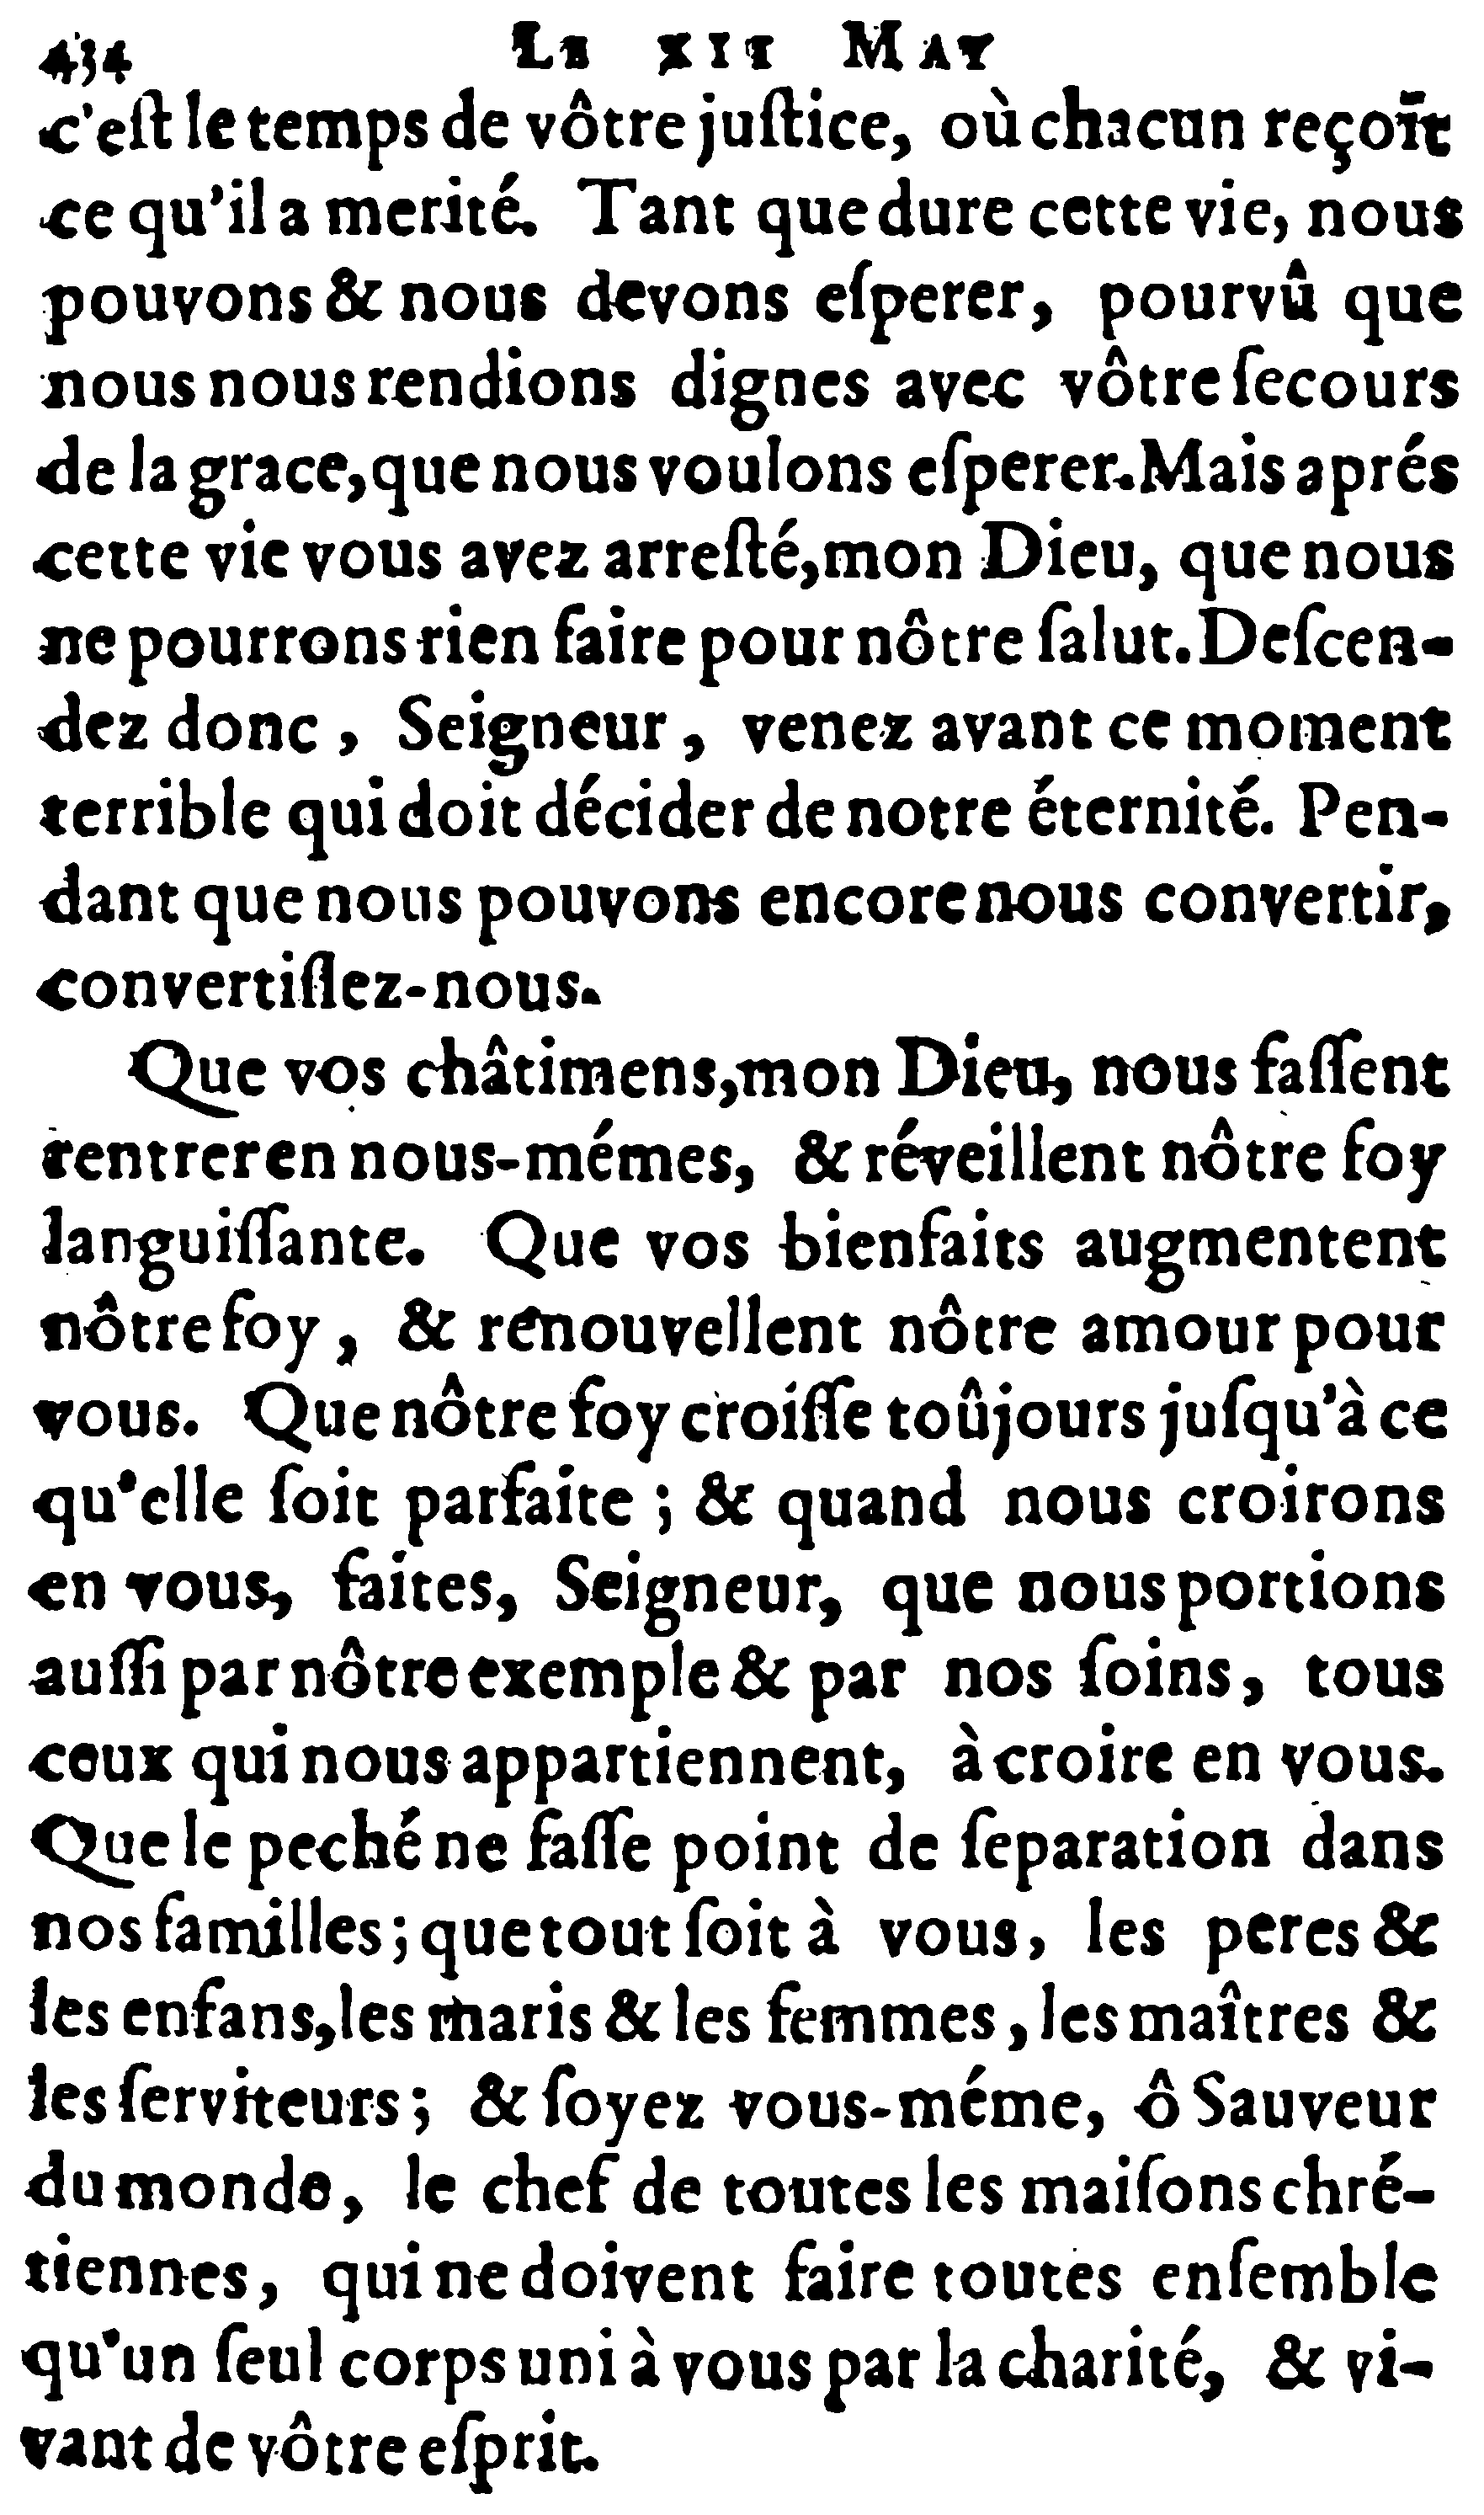 434 LE XII MAY
c'eſt le temps de vôtre juſtice, où chacun reçoit
ce qu'il a merité. Tant que dure cette vie, nous
pouvons & nous devons eſperer, pourvû que
nous nous rendions dignes avec vôtre ſecours
de la grace, que nous voulons eſperer. Mais aprés
cette vie vous avez arreſté, mon Dieu, que nous
ne pourrons rien faire pour nôtre ſalut. Deſcen-
dez donc, Seigneur, venez avant ce moment
terrible qui doit décider de notre éternité. Pen-
dant que nous pouvons encore nous convertir,
convertiſſez-nous.
Que vos châtimens, mon Dieu, nous faſſent
rentrer en nous-mémes, & réveillent nôtre foy
languiſſante. Que vos bienfaits augmentent
nôtre foy, & renouvellent nôtre amour pour
vous. Que nôtre foy croiſſe toûjours juſqu'à ce
qu'elle ſoit parfaite ; & quand nous croirons
en vous, faites, Seigneur, que nous portions
auſſi par nôtre exemple & par nos ſoins, tous
ceux qui nous appartiennent, à croire en vous.
Que le peché ne faſſe point de ſeparation dans
nos familles ; que tout ſoit à vous, les peres &
les enfans, les maris & les femmes, les maîtres &
les ſerviteurs ; & ſoyez vous-méme, ô Sauveur
du monde, le chef de toutes les maiſons chré-
tiennes, qui ne doivent faire toutes enſemble
qu'un ſeul corps uni à vous par la charité, & vi-
vant de vôtre eſprit.